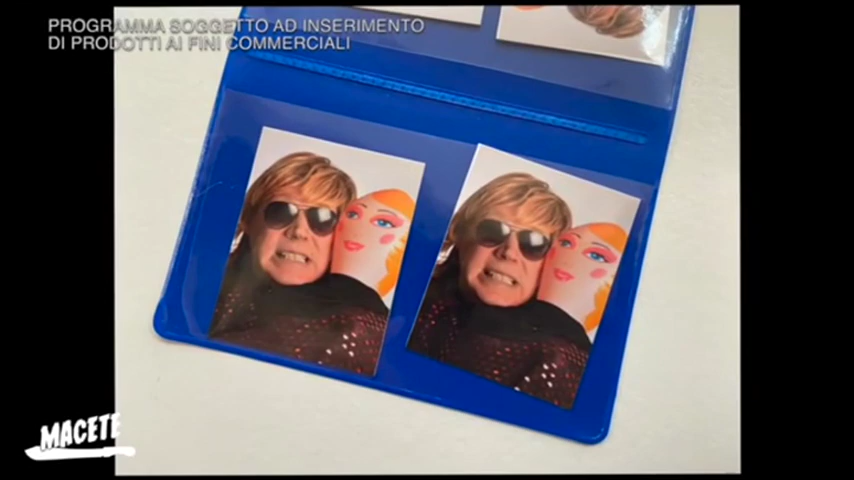 PROGRAMMA SOGGETTO AD INSERIMENTO
DI PRODOTTI AI FINI COMMERCIALI
MACETE